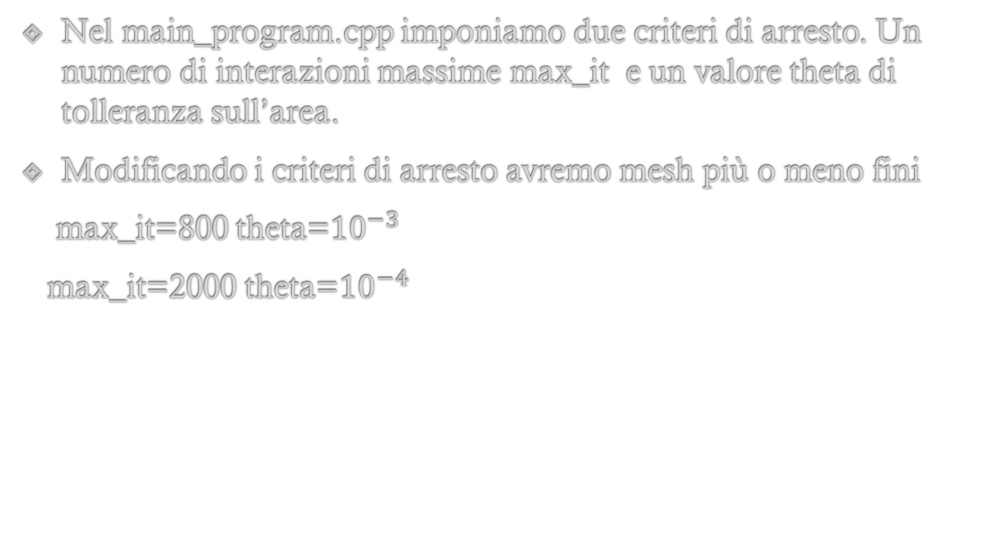 Nel main_program.cpp imponiamo due criteri di arresto. Un
numero di interazioni massime max_it e un valore theta di
tolleranza sull’area.
Modificando i criteri di arresto avremo mesh più o meno fini
max_it=800 theta=10⁻³
max_it=2000 theta=10⁻⁴